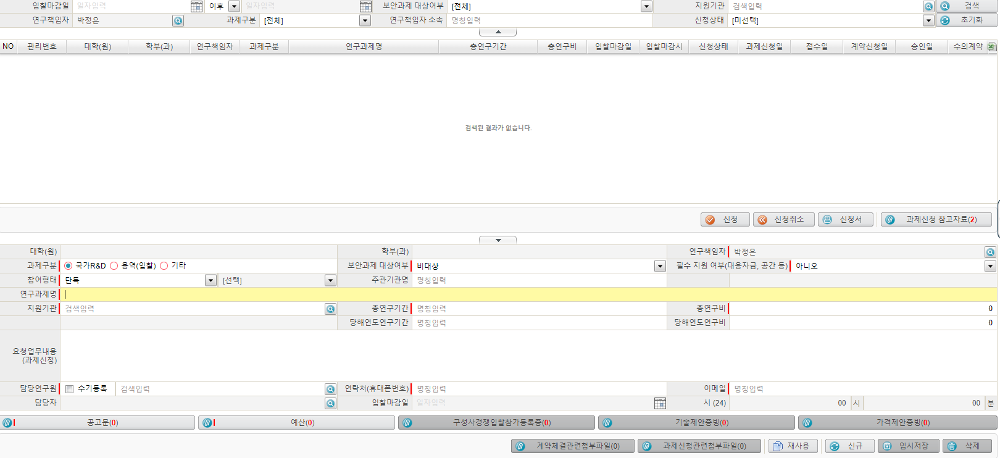 입찰마감일 일자입력 이후 일자입력 보안과제 대상여부 [전체] 지원기관 검색입력 검색
연구책임자 박정은 과제구분 [전체] 연구책임자 소속 명칭입력 신청상태 [미선택] 초기화
NO 관리번호 대학(원) 학부(과) 연구책임자 과제구분 연구과제명 총연구기간 총연구비 입찰마감일 입찰마감시 신청상태 과제신청일 접수일 계약신청일 승인일 수의계약
검색된 결과가 없습니다.
신청 신청취소 신청서 과제신청 참고자료(2)
대학(원) 학부(과) 연구책임자 박정은
과제구분 국가R&D 용역(입찰) 기타 보안과제 대상여부 비대상 필수 지원 여부(대응자금, 공간 등) 아니오
참여형태 단독 [선택] 주관기관명 명칭입력
연구과제명
지원기관 검색입력 총연구기간 명칭입력 총연구비 0
당해연도연구기간 명칭입력 당해연도연구비 0
요청업무내용
(과제신청)
담당연구원 수기등록 검색입력 연락처(휴대폰번호) 명칭입력 이메일 명칭입력
담당자 입찰마감일 일자입력 시 (24) 00 시 00 분
공고문(0) 예산(0) 구성사경쟁입찰참가등록증(0) 기술제안증빙(0) 가격제안증빙(0)
계약체결관련첨부파일(0) 과제신청관련첨부파일(0) 재사용 신규 임시저장 삭제